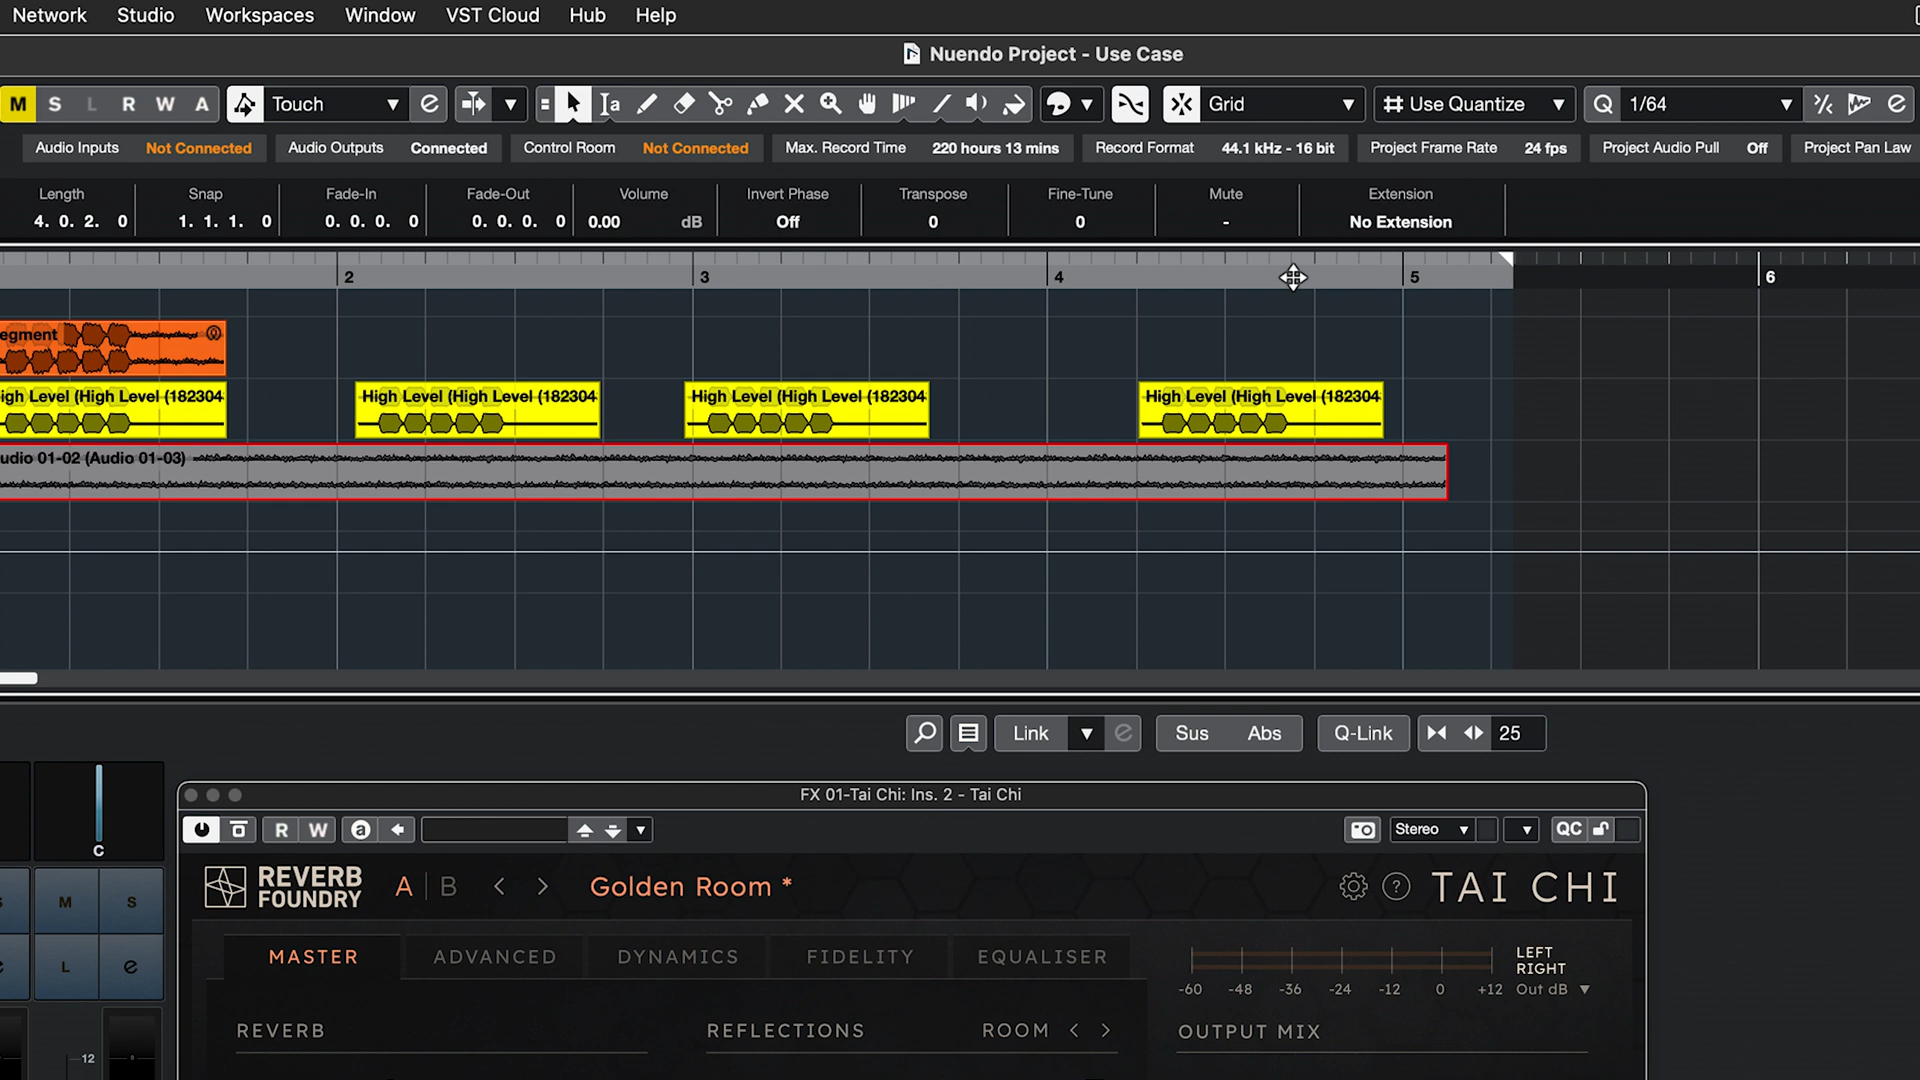 Network Studio Workspaces Window VST Cloud Hub Help
Nuendo Project - Use Case
M S L R W A Touch Grid Use Quantize Q 1/64
Audio Inputs Not Connected Audio Outputs Connected Control Room Not Connected Max. Record Time 220 hours 13 mins Record Format 44.1 kHz - 16 bit Project Frame Rate 24 fps Project Audio Pull Off Project Pan Law
Length Snap Fade-In Fade-Out Volume Invert Phase Transpose Fine-Tune Mute Extension
4. 0. 2. 0 1. 1. 1. 0 0. 0. 0. 0 0. 0. 0. 0 0.00 dB Off 0 0 - No Extension
2 3 4 5 6
egment
igh Level (High Level (182304 High Level (High Level (182304 High Level (High Level (182304 High Level (High Level (182304
udio 01-02 (Audio 01-03)
Link Sus Abs Q-Link 25
FX 01-Tai Chi: Ins. 2 - Tai Chi
R W a Stereo QC
C
REVERB
FOUNDRY
A B < > Golden Room * ? TAI CHI
M S
L e
MASTER ADVANCED DYNAMICS FIDELITY EQUALISER
LEFT
RIGHT
-60 -48 -36 -24 -12 0 +12 Out dB
REVERB REFLECTIONS ROOM < > OUTPUT MIX
12